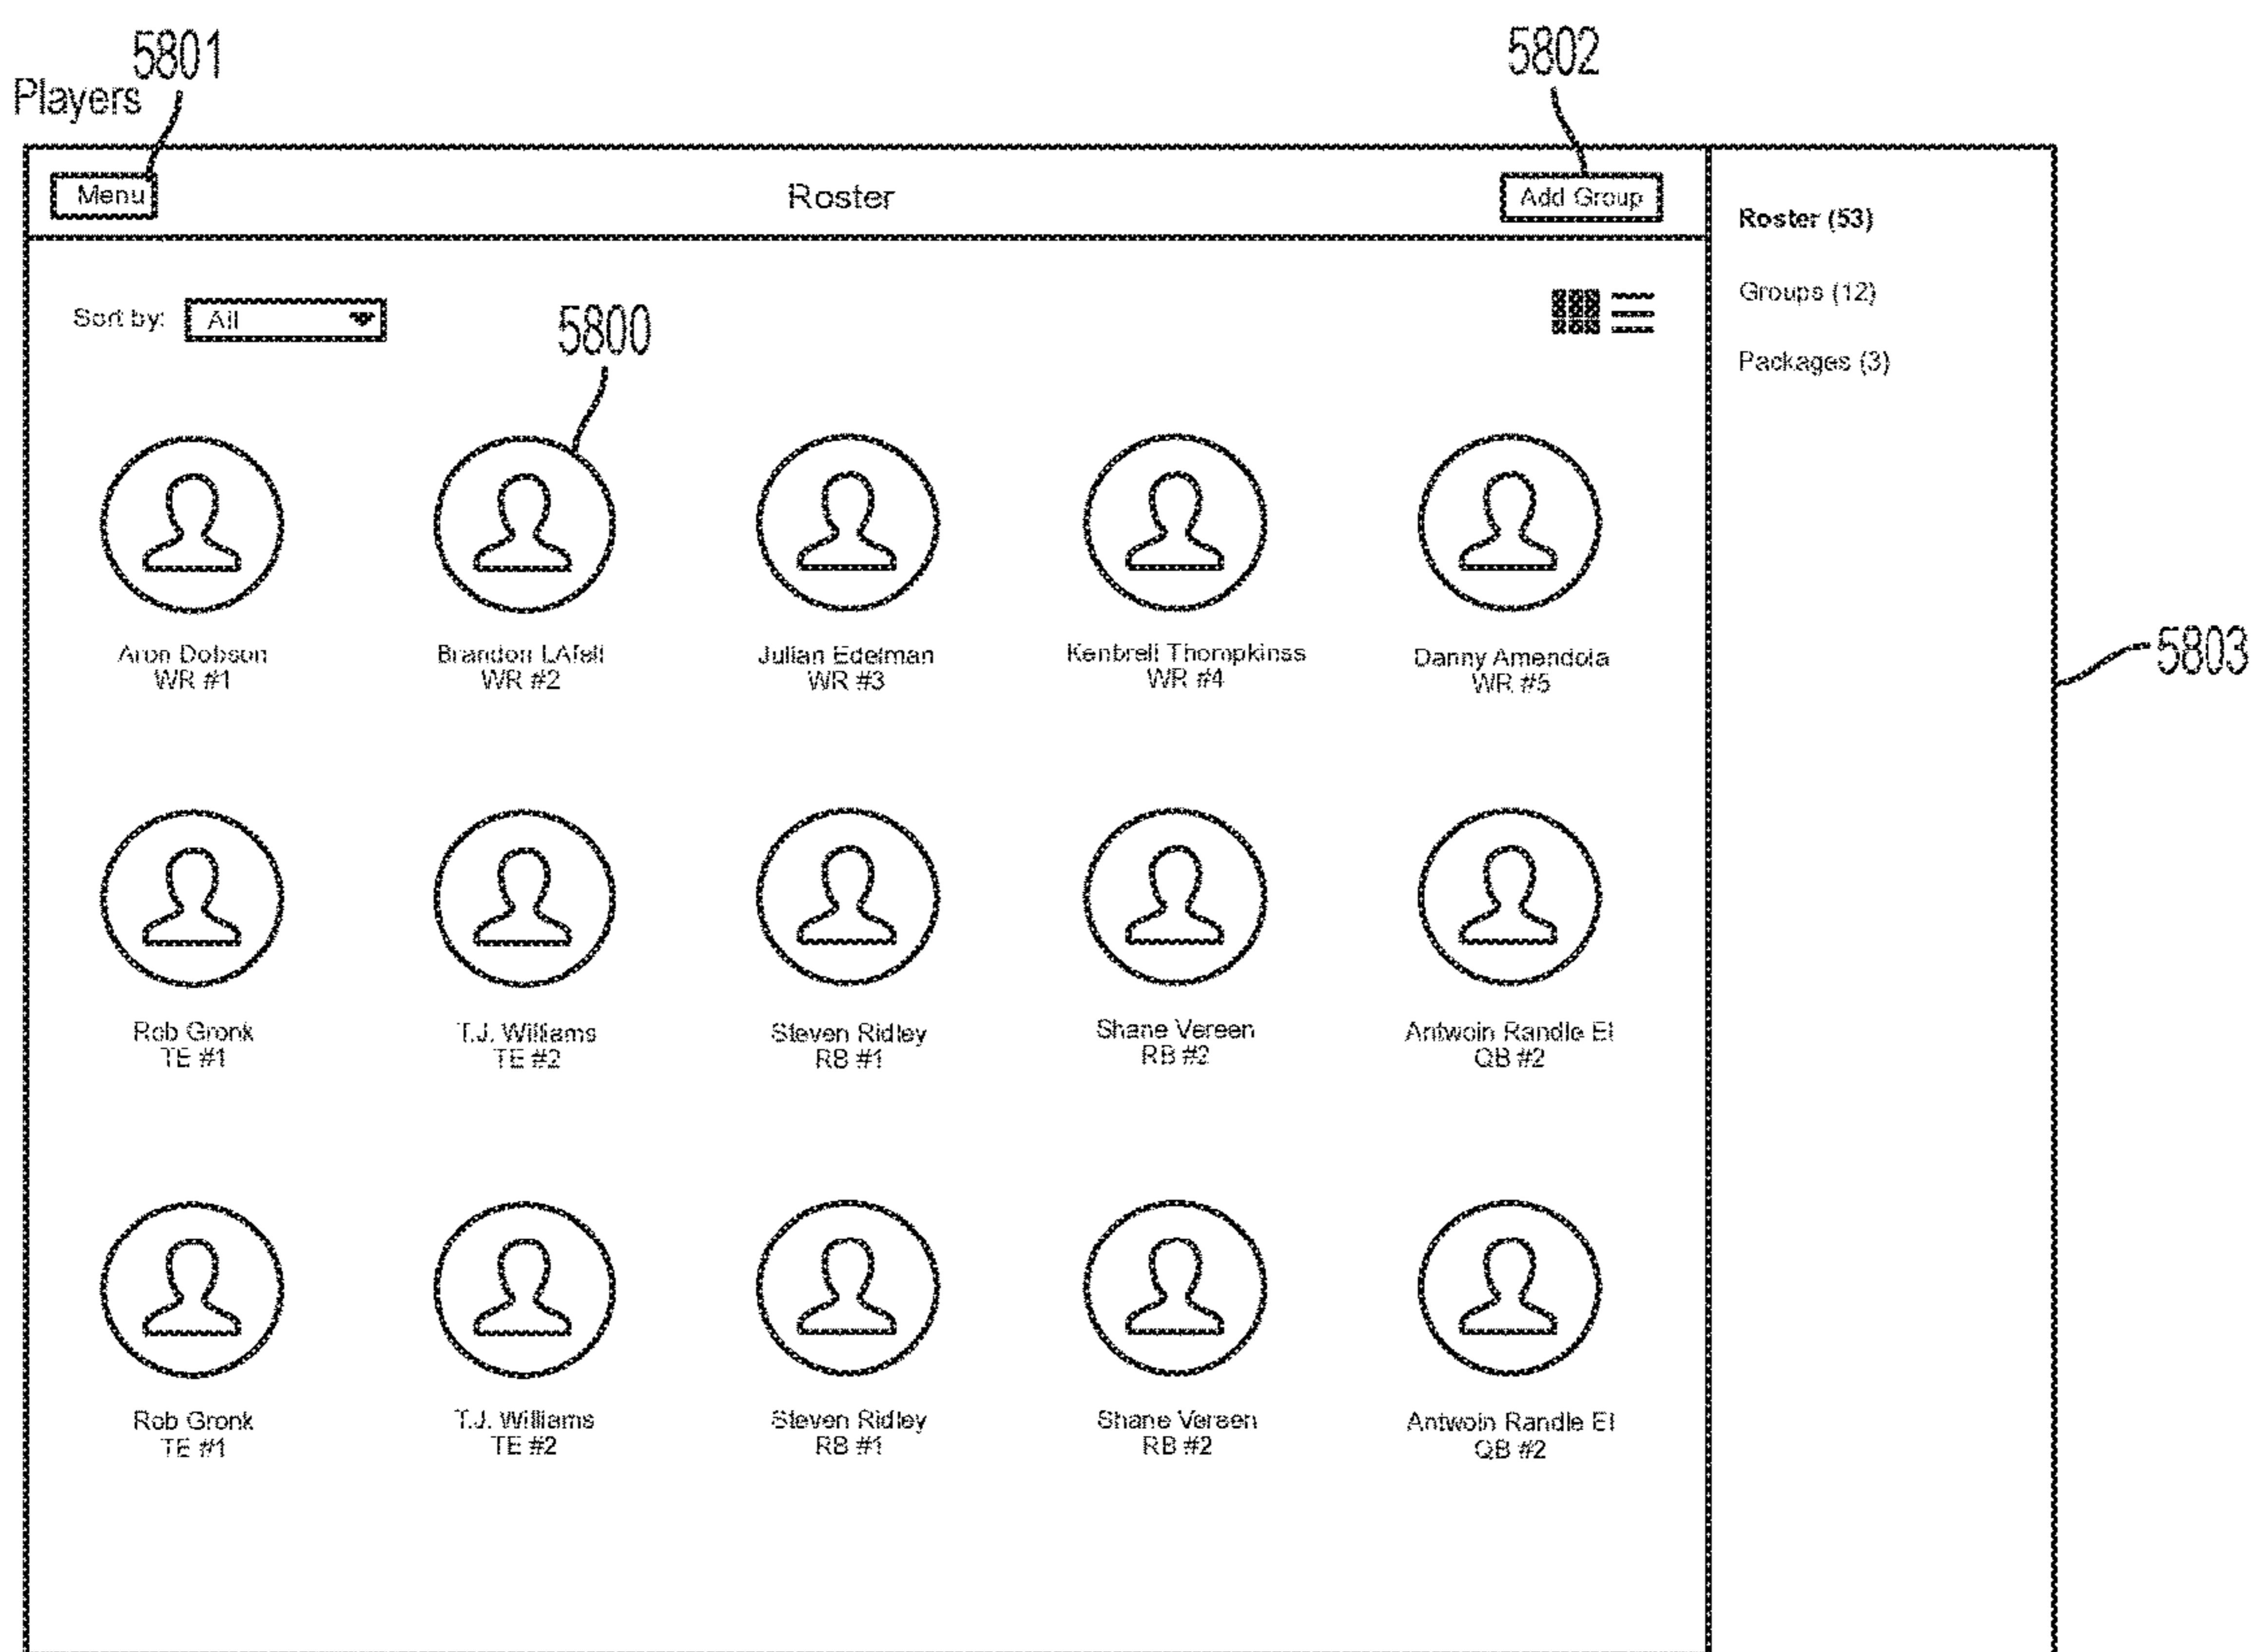 5801
5802
Players
Menu
Roster
Add Group
Roster (53)
Groups (12)
Sort by:
All
5800
Packages (3)
Aron Dobson
WR #1
Brandon LAfell
WR #2
Julian Edelman
WR #3
Kenbrell Thompkinss
WR #4
Danny Amendola
WR #5
5803
Rob Gronk
TE #1
T.J. Williams
TE #2
Steven Ridley
RB #1
Shane Vereen
RB #2
Antwoin Randle El
QB #2
Rob Gronk
TE #1
T.J. Williams
TE #2
Steven Ridley
RB #1
Shane Vereen
RB #2
Antwoin Randle El
QB #2